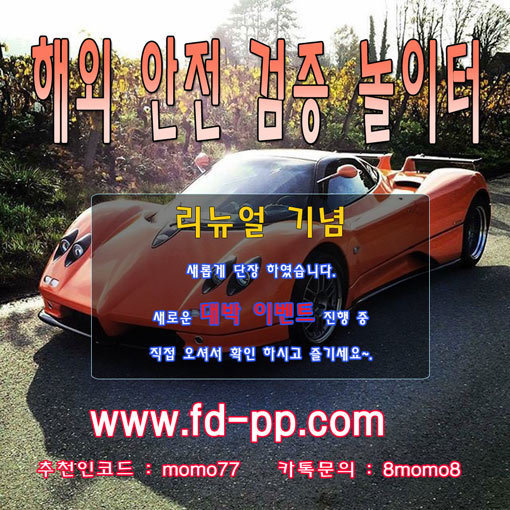 해외 안전 검증 놀이터
리뉴얼 기념
새롭게 단장 하였습니다.
새로운 대박 이벤트 진행 중
직접 오셔서 확인 하시고 즐기세요~.
www.fd-pp.com
추천인코드 : momo77 카톡문의 : 8momo8